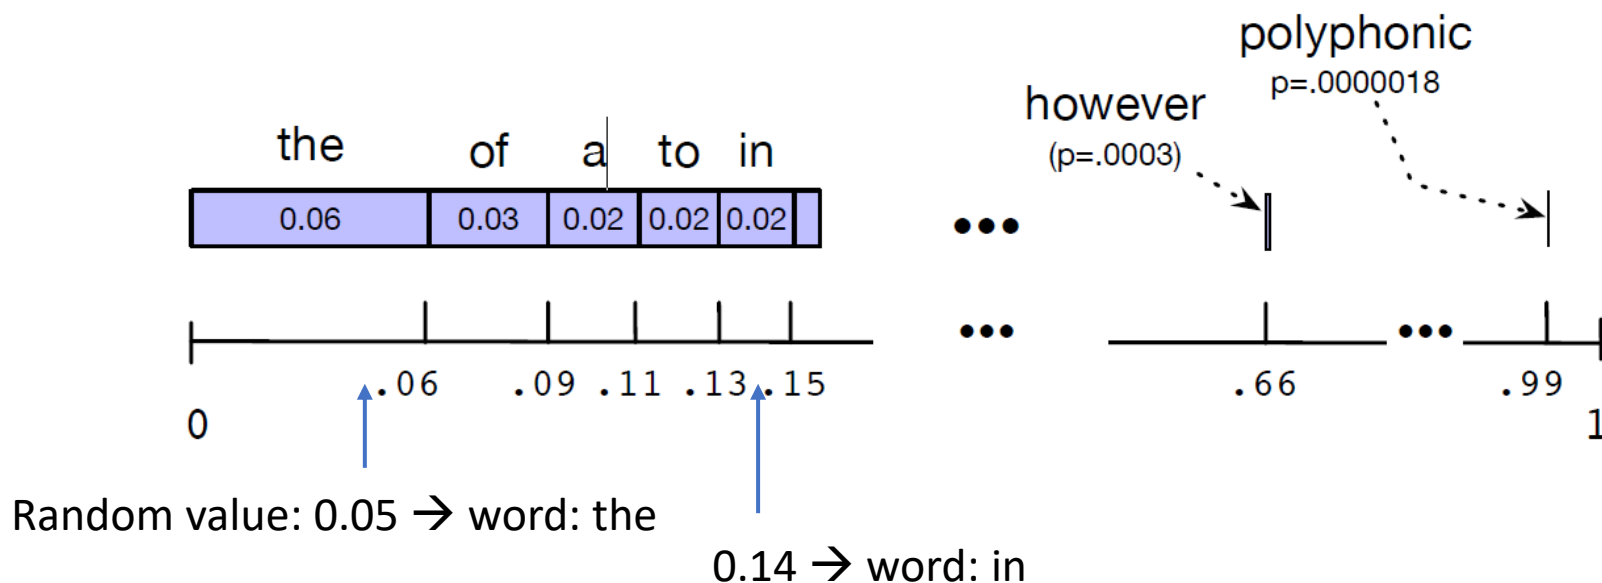 polyphonic
p=.0000018
however
(p=.0003)
the of a to in
0.06 0.03 0.02 0.02 0.02
••• •••
••• •••
.06 .09 .11 .13 .15 .66 .99
0 1
Random value: 0.05 → word: the
0.14 → word: in